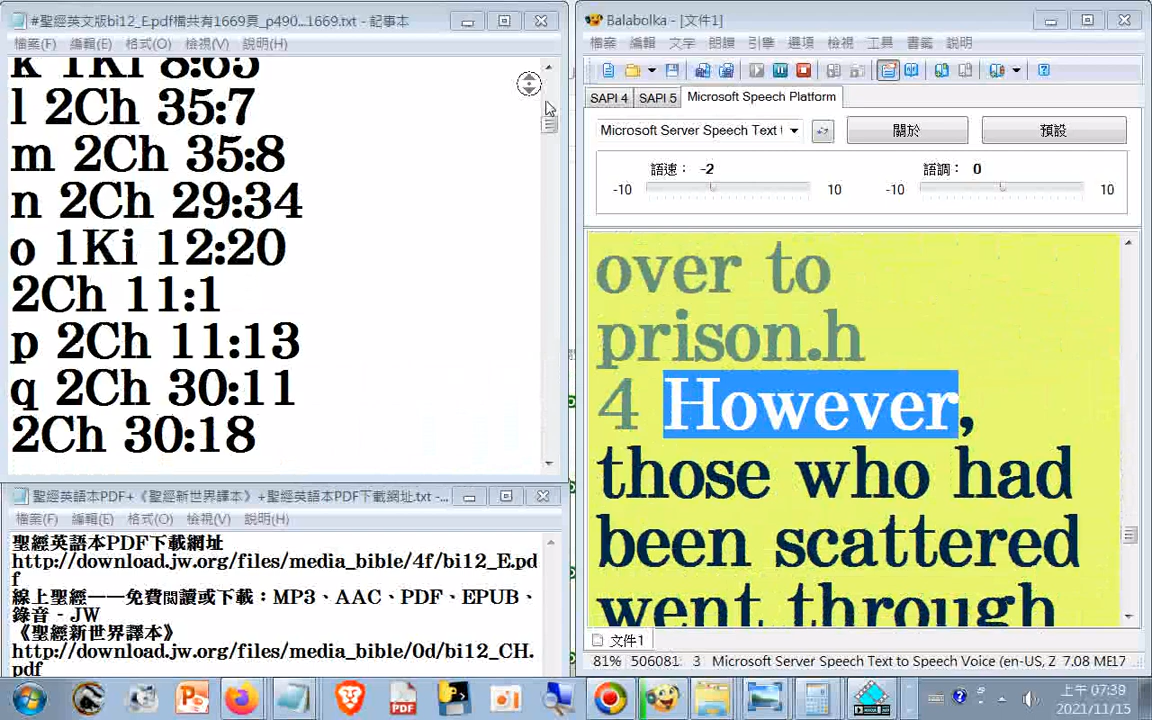 #聖經英文版bi12_E.pdf檔共有1669頁_p490...1669.txt - 記事本
檔案(F) 編輯(E) 格式(O) 檢視(V) 說明(H)
k 1Ki 8:65
l 2Ch 35:7
m 2Ch 35:8
n 2Ch 29:34
o 1Ki 12:20
2Ch 11:1
p 2Ch 11:13
q 2Ch 30:11
2Ch 30:18
聖經英語本PDF+《聖經新世界譯本》+聖經英語本PDF下載網址.txt - ...
檔案(F) 編輯(E) 格式(O) 檢視(V) 說明(H)
聖經英語本PDF下載網址
http://download.jw.org/files/media_bible/4f/bi12_E.pd
f
線上聖經──免費閱讀或下載：MP3、AAC、PDF、EPUB、
錄音 - JW
《聖經新世界譯本》
http://download.jw.org/files/media_bible/0d/bi12_CH.
pdf
Balabolka - [文件1]
檔案 編輯 文字 朗讀 引擎 選項 檢視 工具 書籤 說明
SAPI 4 SAPI 5 Microsoft Speech Platform
Microsoft Server Speech Text 關於 預設
語速： -2 語調： 0
-10 10 -10 10
over to
prison.h
4 However,
those who had
been scattered
went through
文件1
81% 506081 3 Microsoft Server Speech Text to Speech Voice (en-US, Z 7.08 ME17
上午 07:39
2021/11/15